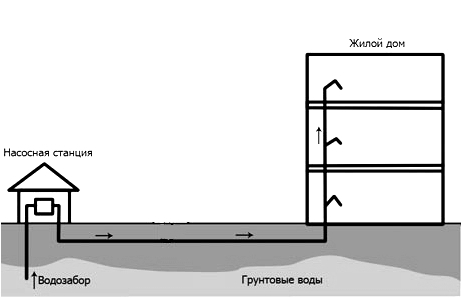 Жилой дом
Насосная станция
Водозабор
Грунтовые воды